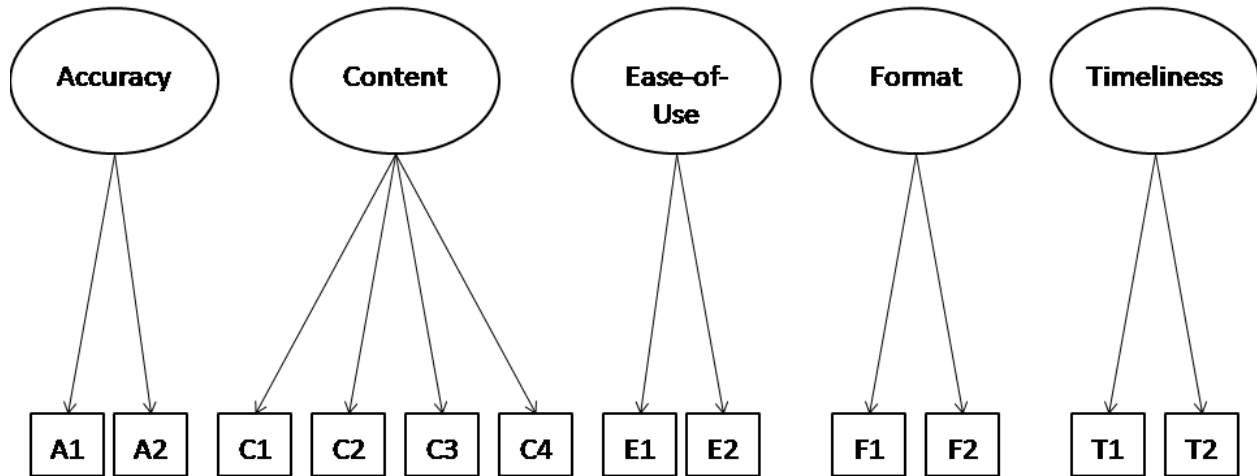 Accuracy
Content
Ease-of-
Use
Format
Timeliness
A1 A2 C1 C2 C3 C4 E1 E2 F1 F2 T1 T2